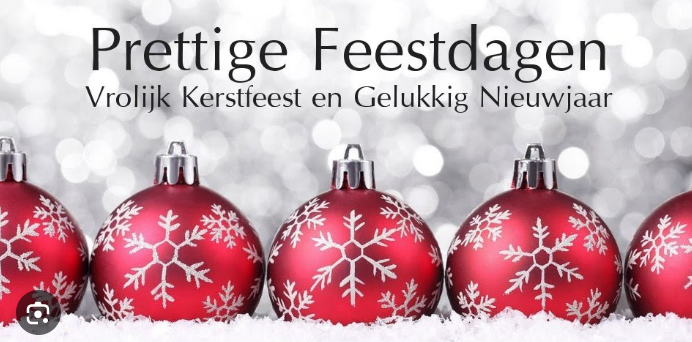 Prettige Feestdagen
Vrolijk Kerstfeest en Gelukkig Nieuwjaar